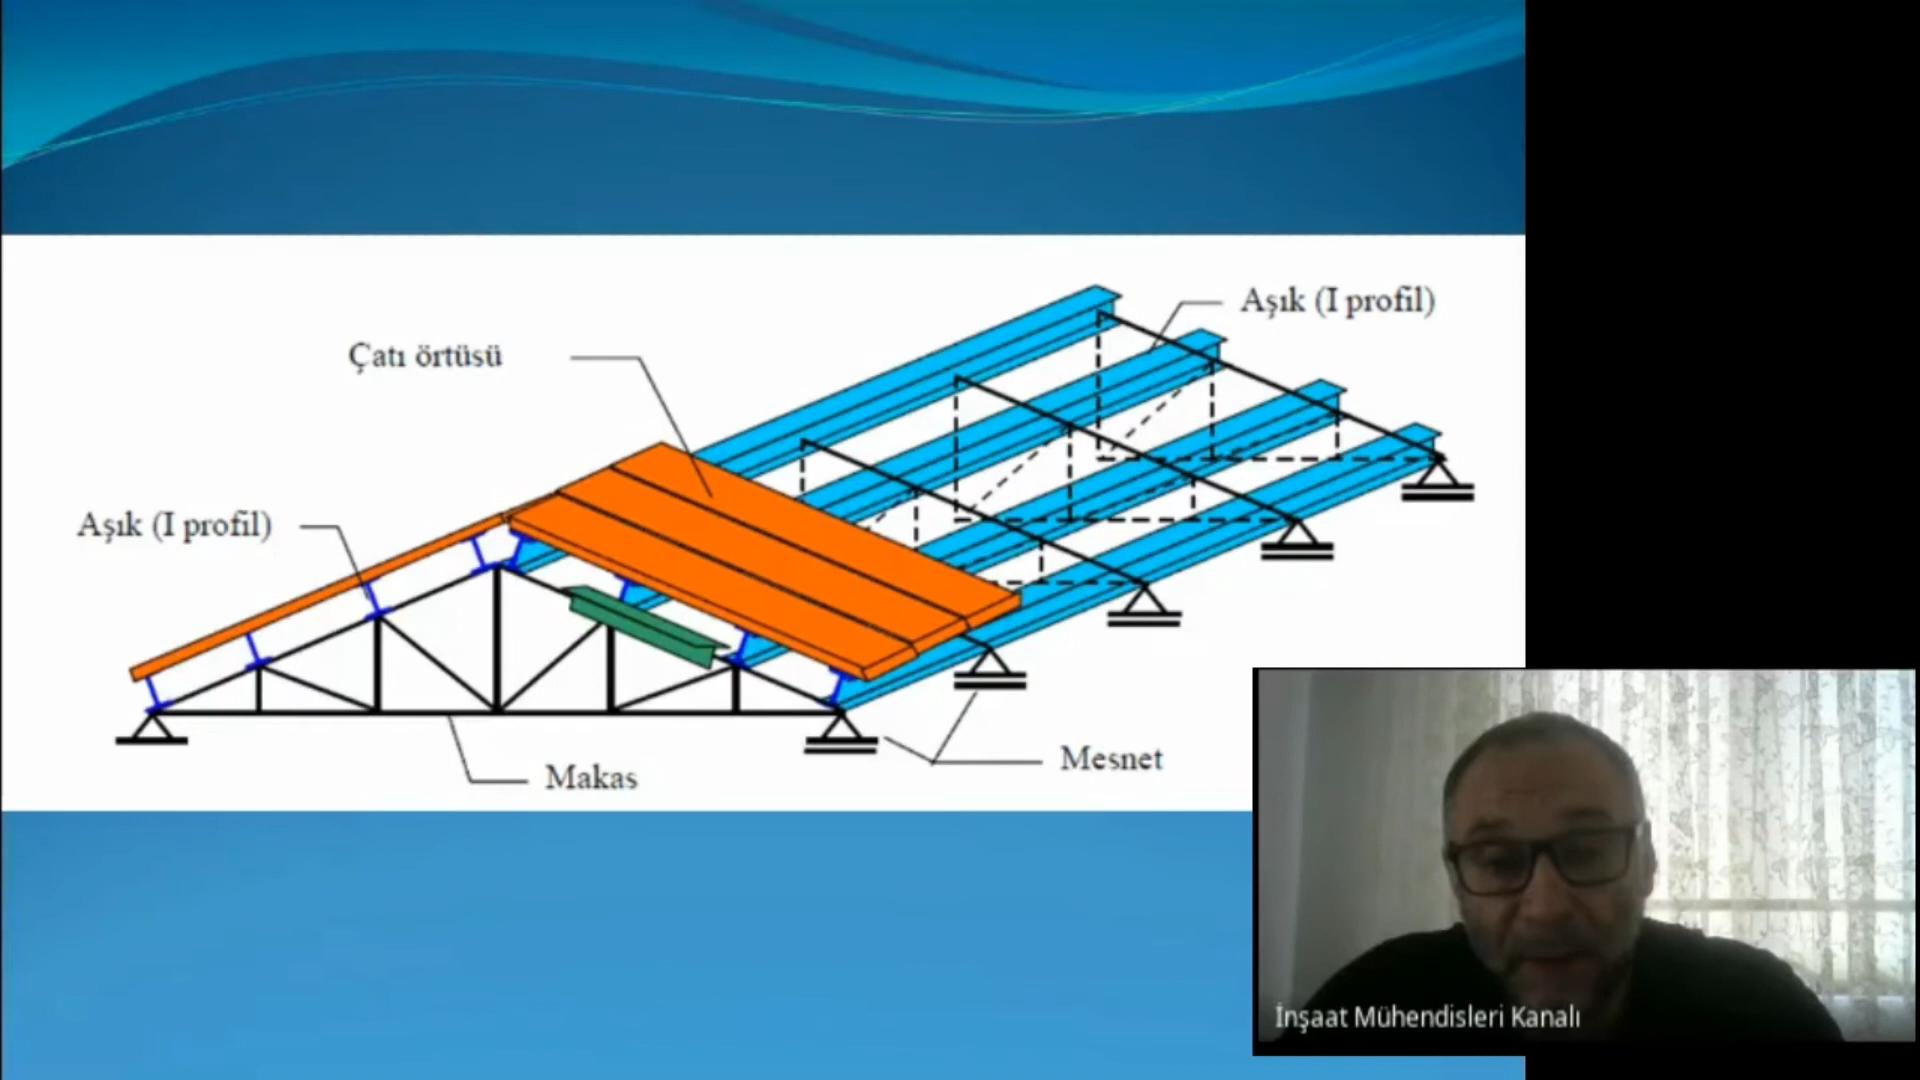 Aşık (I profil)
Çatı örtüsü
Aşık (I profil)
Mesnet
Makas
İnşaat Mühendisleri Kanalı